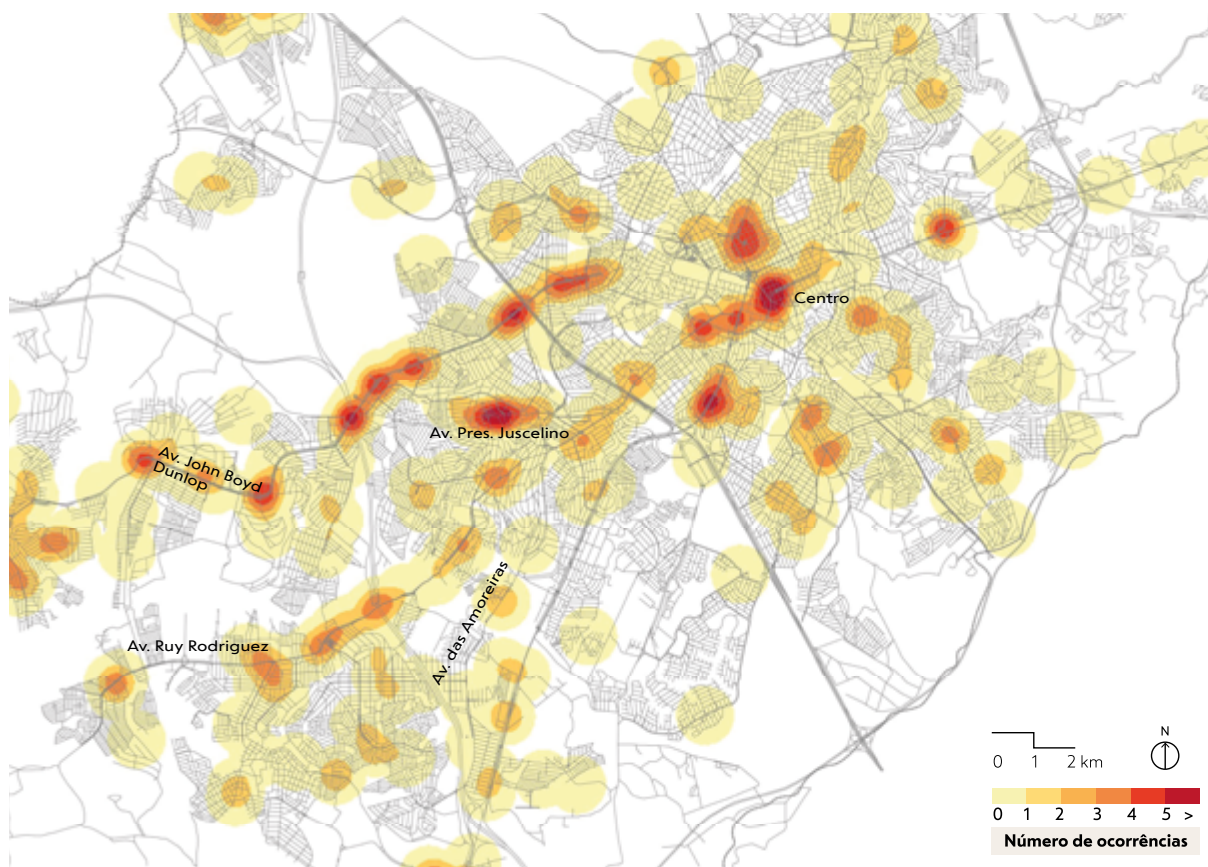 Centro
Av. Pres. Juscelino
Av. John Boyd
Dunlop
Av. das Amoreiras
Av. Ruy Rodriguez
N
0 1 2 km
0 1 2 3 4 5 >
Número de ocorrências